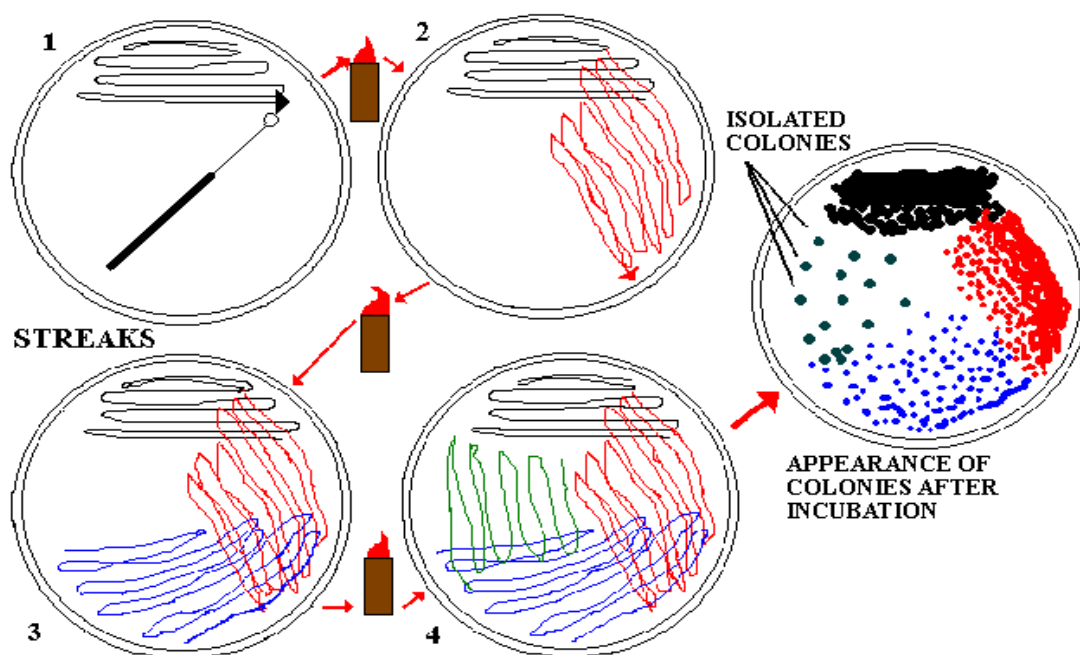 1
2
ISOLATED
COLONIES
STREAKS
3
4
APPEARANCE OF
COLONIES AFTER
INCUBATION